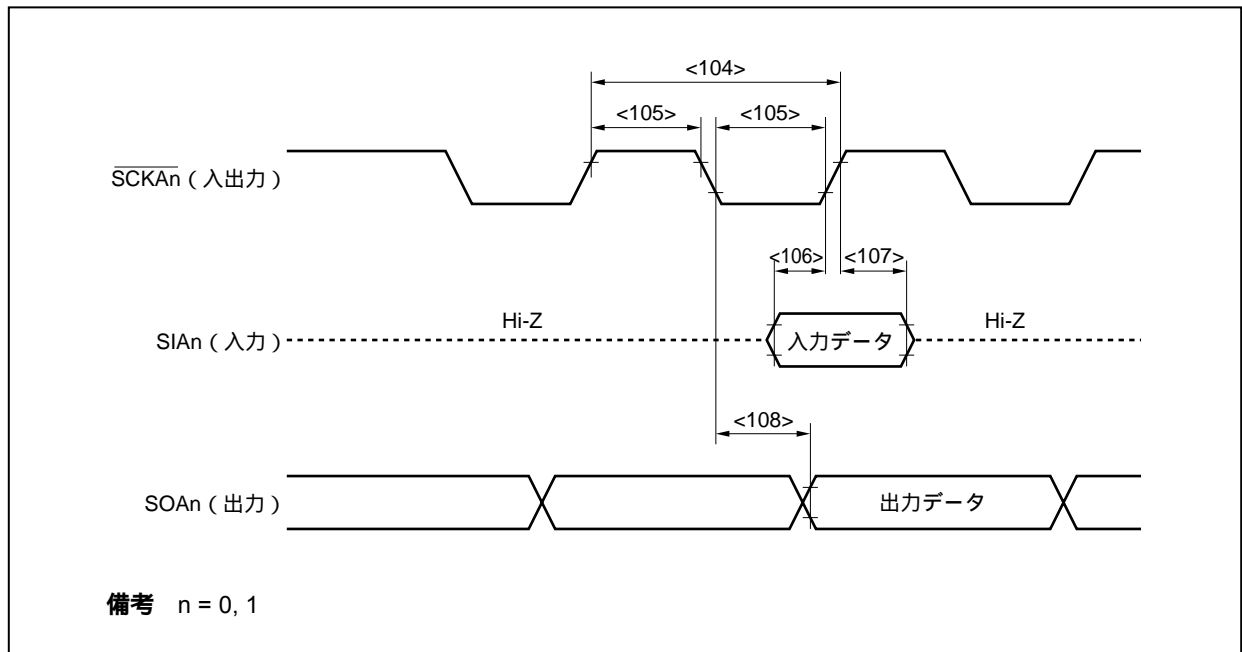 <104>
<105> <105>
SCKAn（入出力）
<106> <107>
Hi-Z Hi-Z
SIAn（入力） 入力データ
<108>
SOAn（出力） 出力データ
備考 n = 0, 1